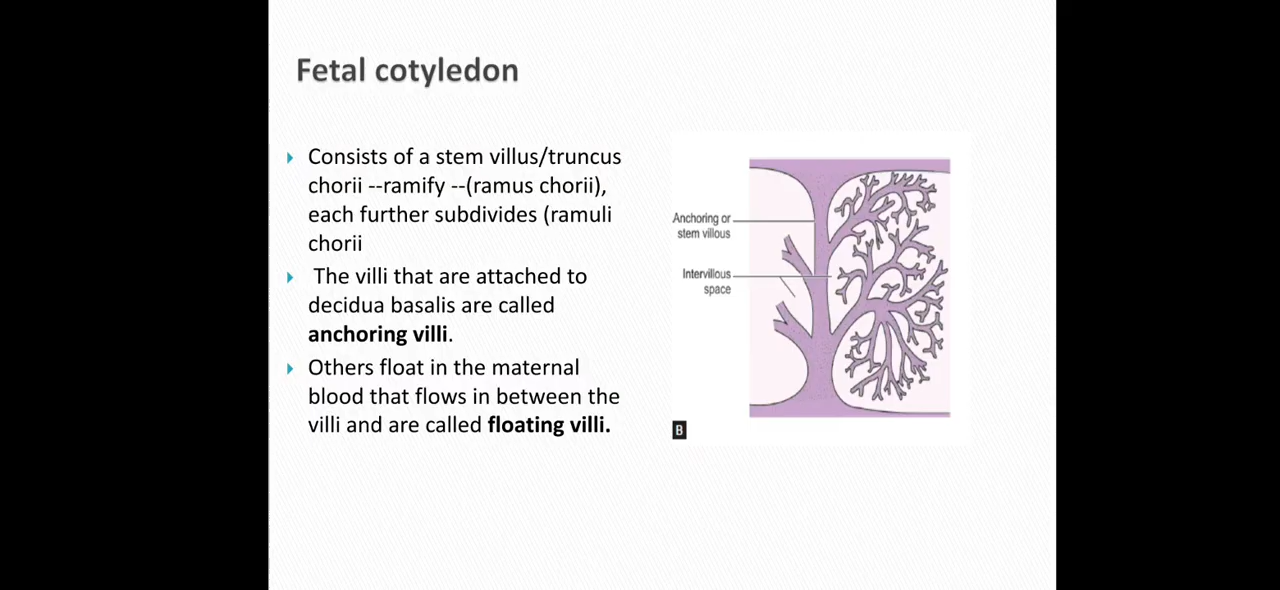 Fetal cotyledon
Consists of a stem villus/truncus
chorii --ramify --(ramus chorii),
each further subdivides (ramuli
chorii
The villi that are attached to
decidua basalis are called
anchoring villi.
Others float in the maternal
blood that flows in between the
villi and are called floating villi.
Anchoring or
stem villous
Intervillous
space
B